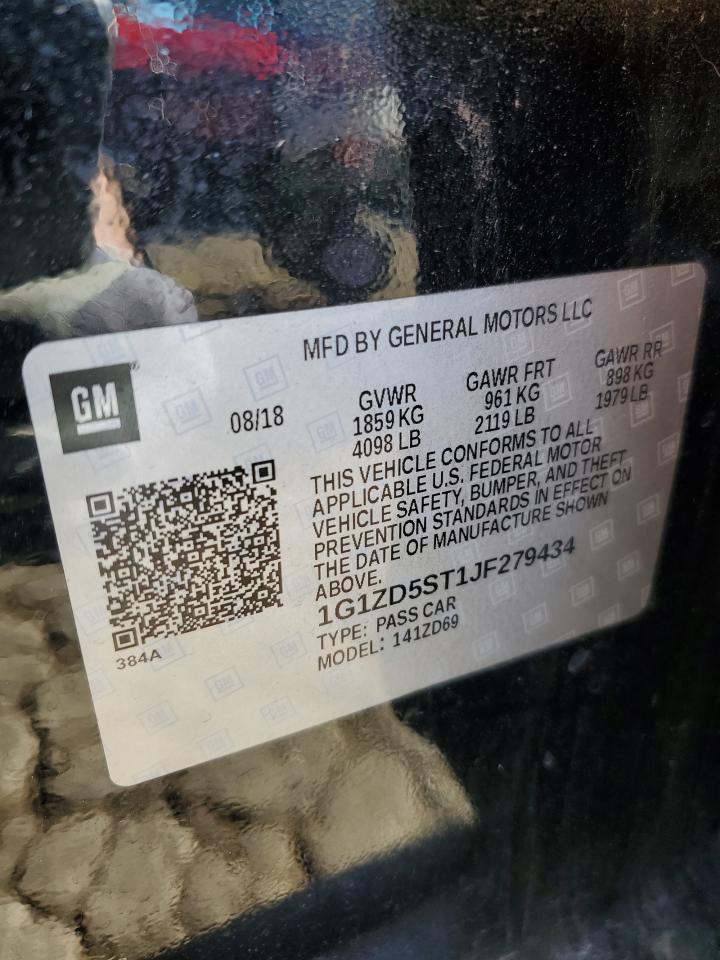 MFD BY GENERAL MOTORS LLC
GM
08/18
GVWR
1859 KG
4098 LB
GAWR FRT
961 KG
2119 LB
GAWR RR
898 KG
1979 LB
THIS VEHICLE CONFORMS TO ALL
APPLICABLE U.S. FEDERAL MOTOR
VEHICLE SAFETY, BUMPER, AND THEFT
PREVENTION STANDARDS IN EFFECT ON
THE DATE OF MANUFACTURE SHOWN
ABOVE.
1G1ZD5ST1JF279434
TYPE: PASS CAR
MODEL: 141ZD69
384A